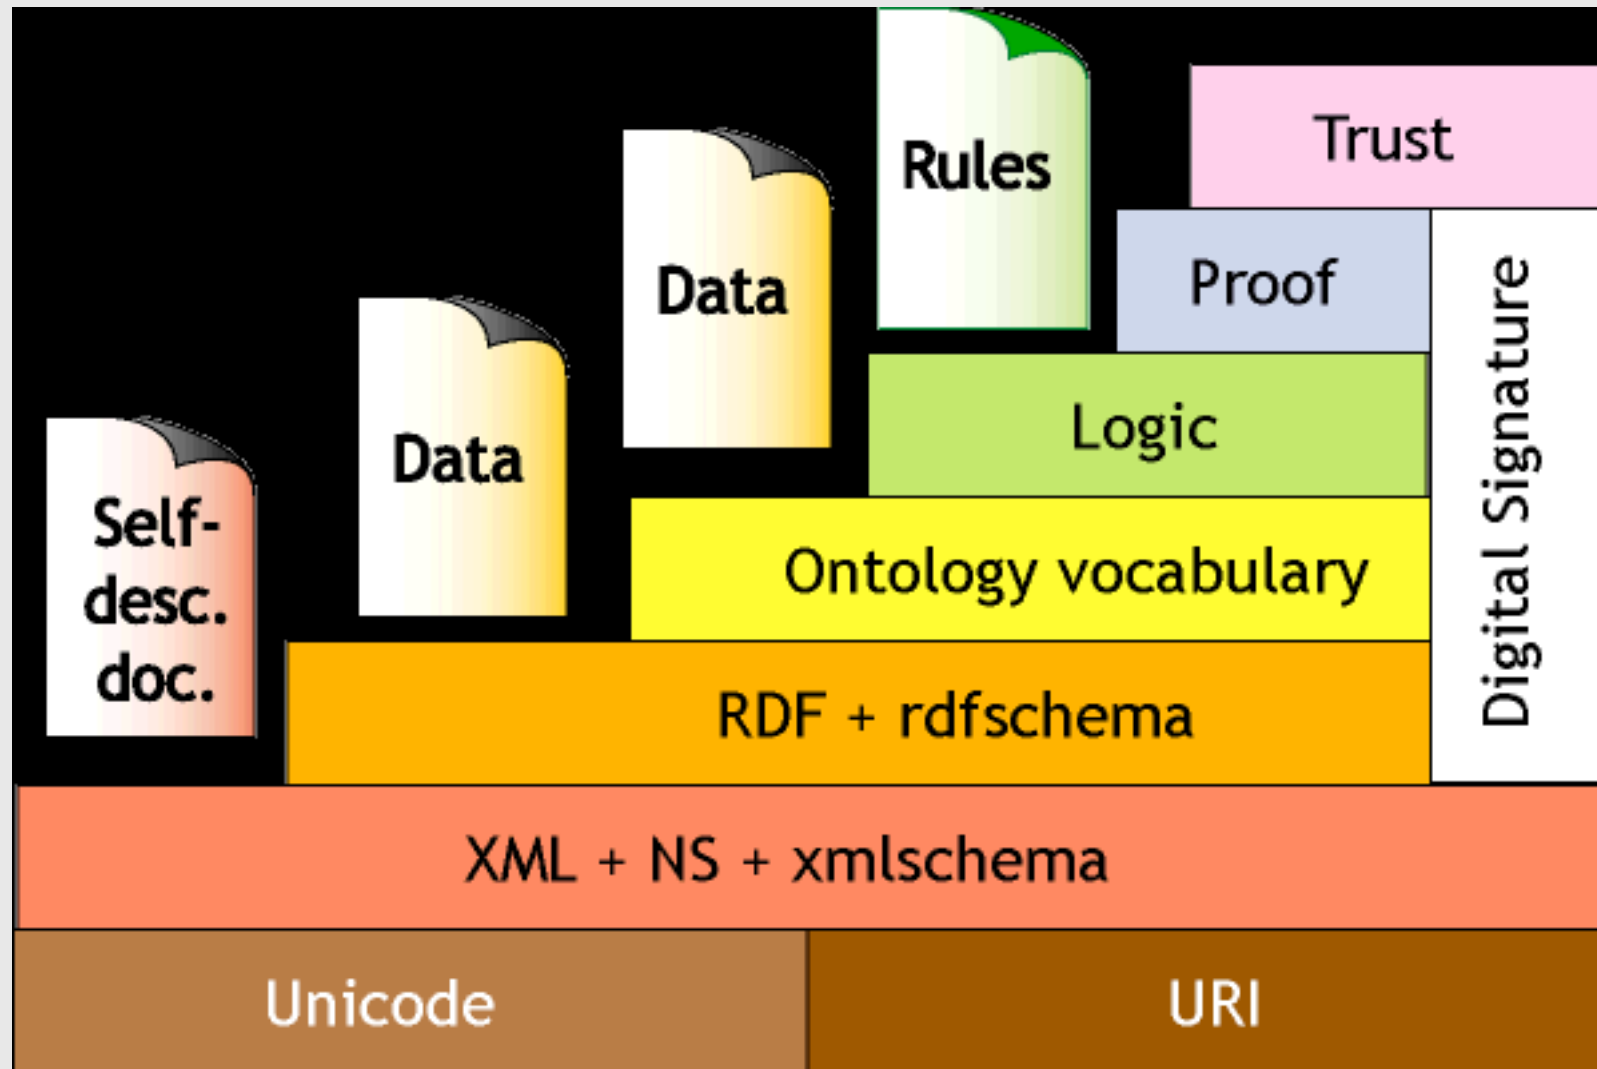 Rules
Trust
Data
Proof
Data
Logic
Digital Signature
Self-
desc.
doc.
Ontology vocabulary
RDF + rdfschema
XML + NS + xmlschema
Unicode
URI